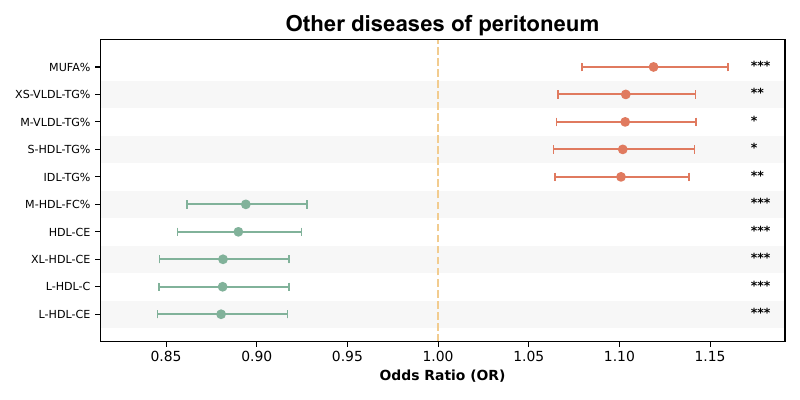 Other diseases of peritoneum
MUFA% ***
XS-VLDL-TG% **
M-VLDL-TG% *
S-HDL-TG% *
IDL-TG% **
M-HDL-FC% ***
HDL-CE ***
XL-HDL-CE ***
L-HDL-C ***
L-HDL-CE ***
0.85 0.90 0.95 1.00 1.05 1.10 1.15
Odds Ratio (OR)